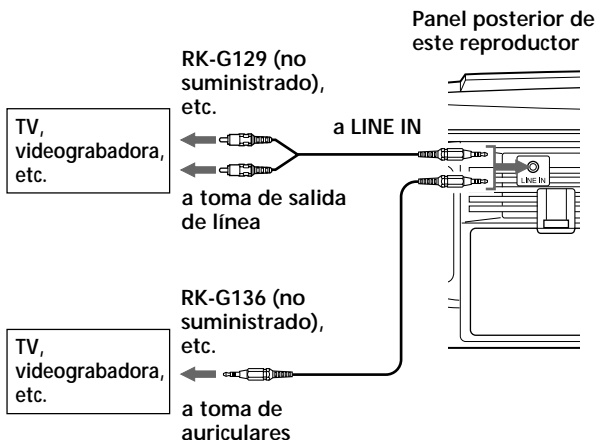 Panel posterior de
este reproductor
RK-G129 (no
suministrado),
etc.
a LINE IN
TV,
videograbadora,
etc.
a toma de salida
de línea
LINE IN
RK-G136 (no
suministrado),
etc.
TV,
videograbadora,
etc.
a toma de
auriculares